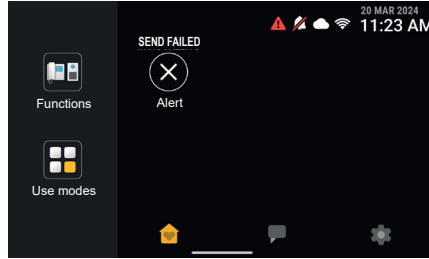 20 MAR 2024
11:23 AM
SEND FAILED
Functions
Alert
Use modes